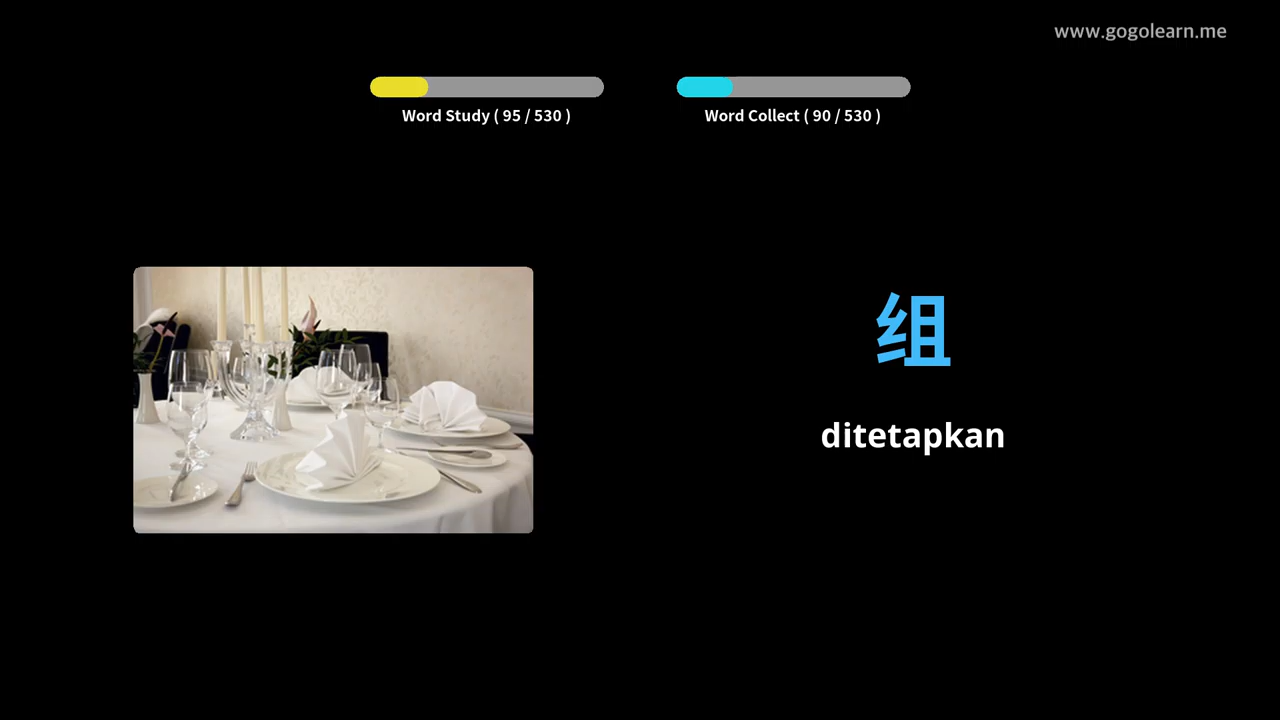 www.gogolearn.me
Word Study ( 95 / 530 )
Word Collect ( 90 / 530 )
组
ditetapkan